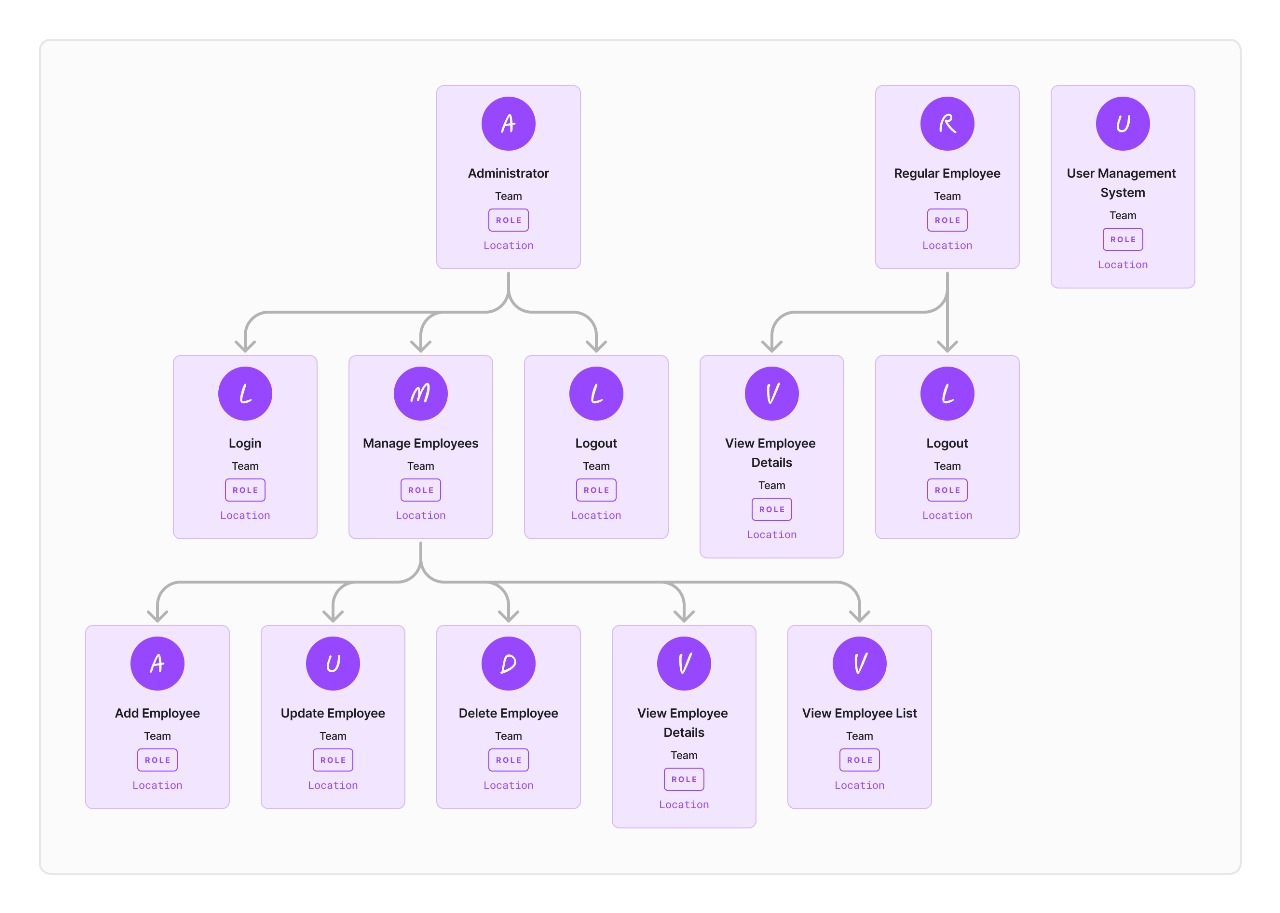 A
Administrator
Team
ROLE
Location
R
Regular Employee
Team
ROLE
Location
U
User Management
System
Team
ROLE
Location
L
Login
Team
ROLE
Location
M
Manage Employees
Team
ROLE
Location
L
Logout
Team
ROLE
Location
V
View Employee
Details
Team
ROLE
Location
L
Logout
Team
ROLE
Location
A
Add Employee
Team
ROLE
Location
U
Update Employee
Team
ROLE
Location
D
Delete Employee
Team
ROLE
Location
V
View Employee
Details
Team
ROLE
Location
V
View Employee List
Team
ROLE
Location